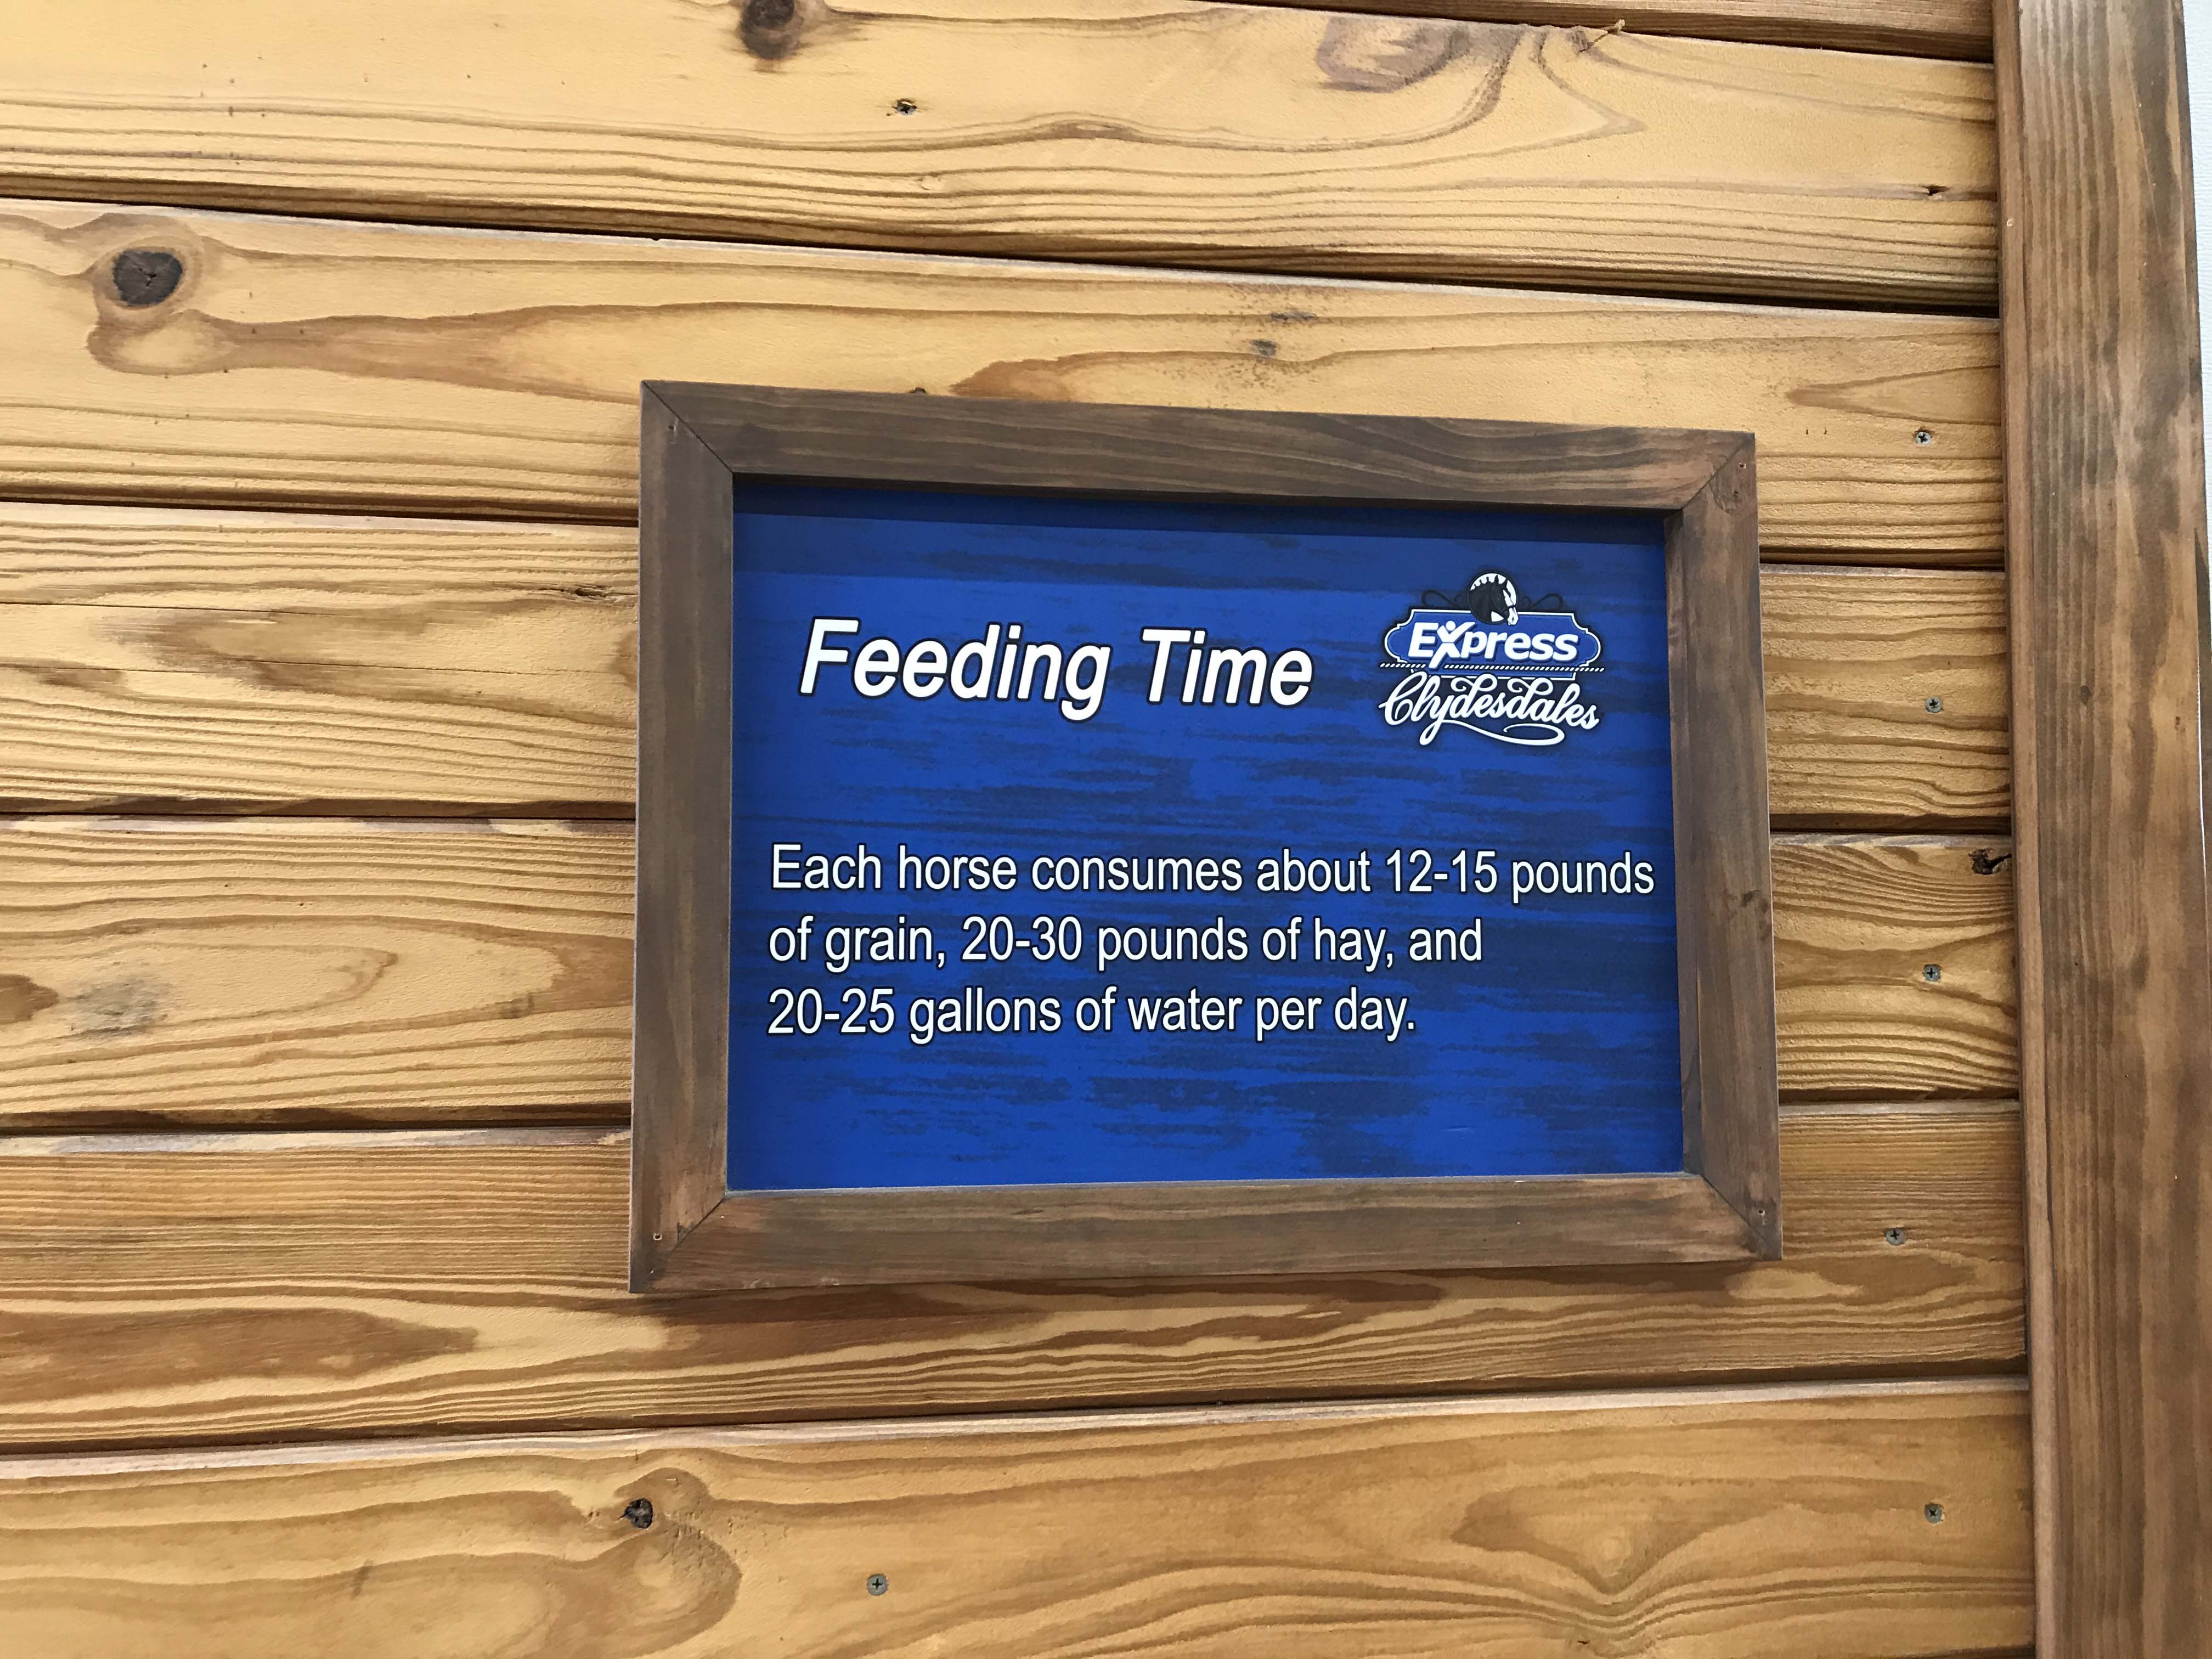 Feeding Time
Express
Clydesdales
Each horse consumes about 12-15 pounds
of grain, 20-30 pounds of hay, and
20-25 gallons of water per day.